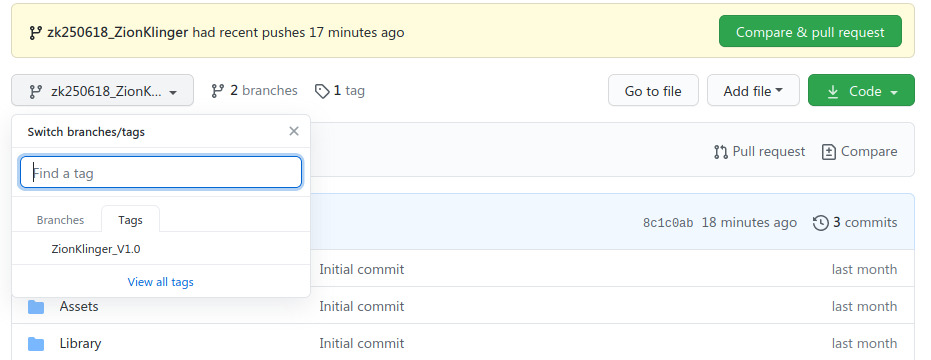 zk250618_ZionKlinger had recent pushes 17 minutes ago
Compare & pull request
zk250618_ZionK...
2 branches
1 tag
Go to file
Add file
Code
Switch branches/tags
Find a tag
Branches
Tags
ZionKlinger_V1.0
View all tags
Pull request
Compare
8c1c0ab 18 minutes ago
3 commits
Initial commit
last month
Assets
Initial commit
last month
Library
Initial commit
last month